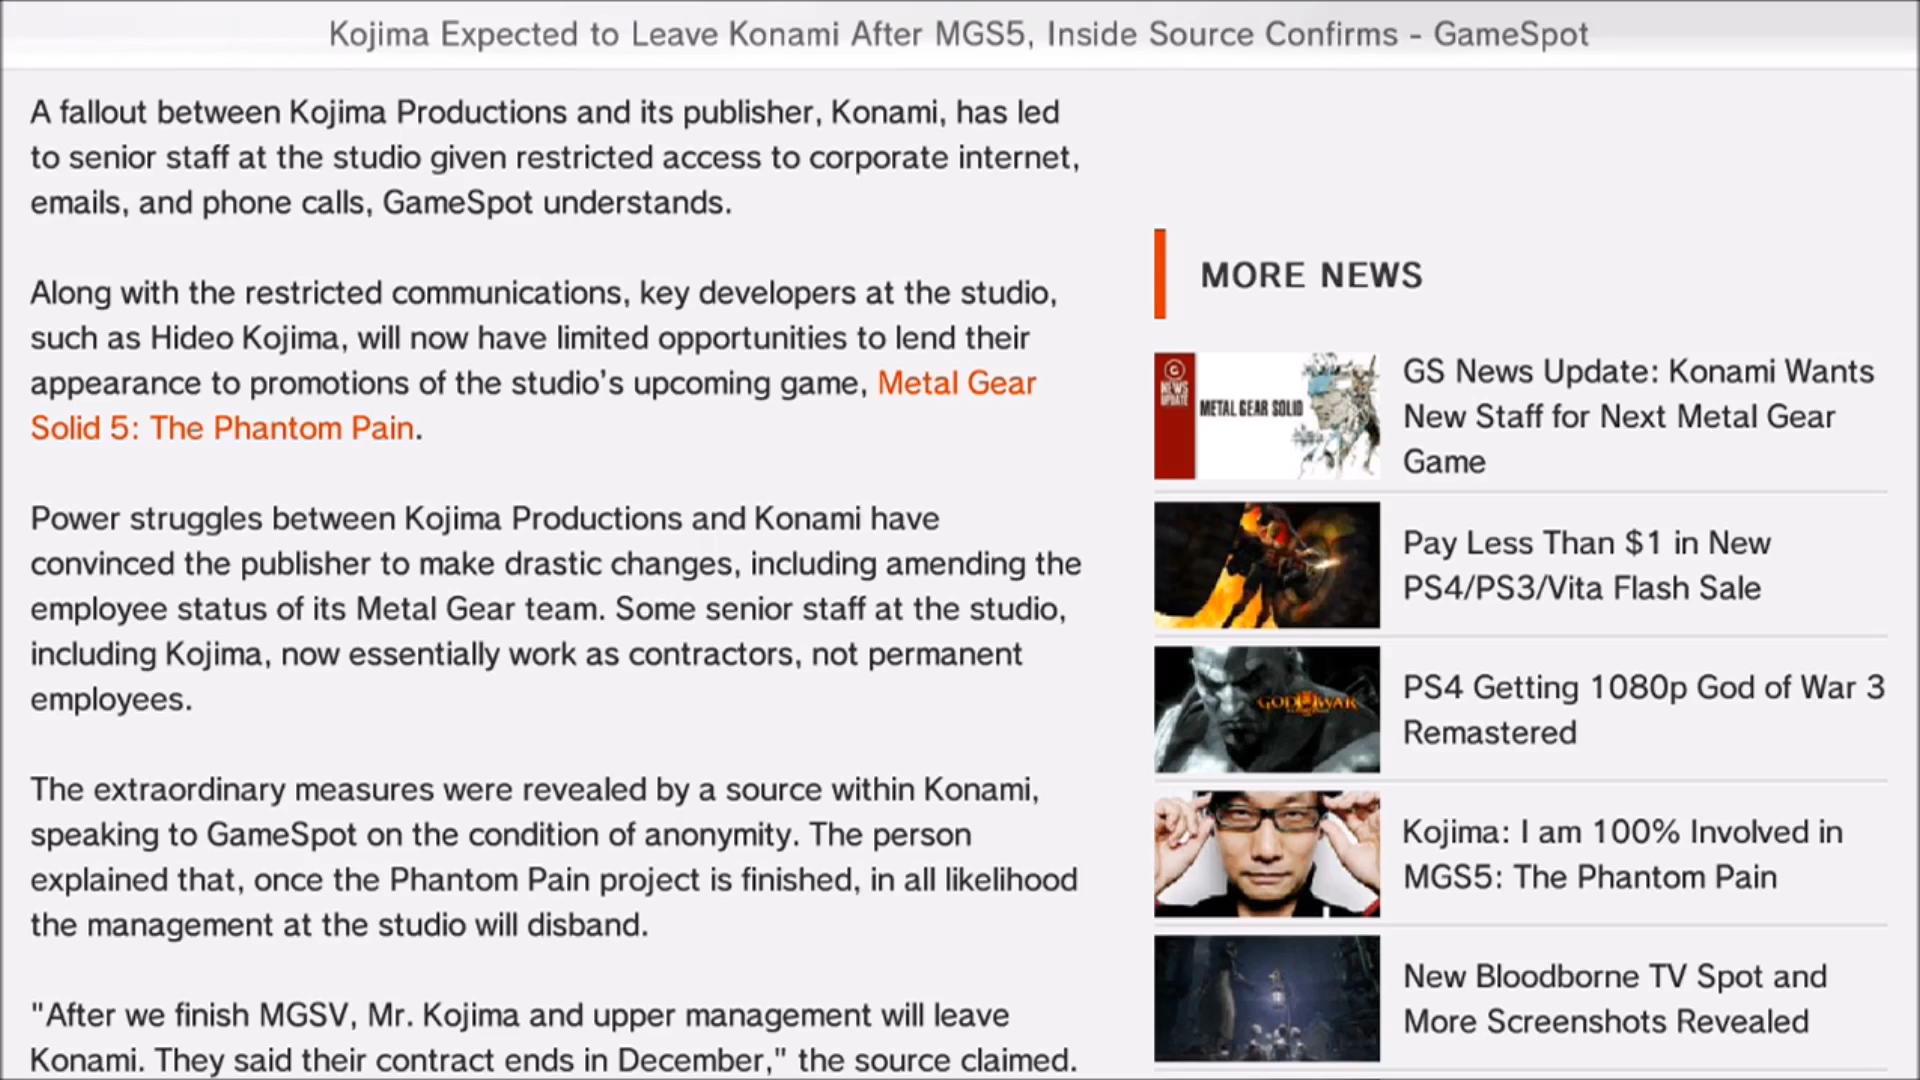 Kojima Expected to Leave Konami After MGS5, Inside Source Confirms - GameSpot
A fallout between Kojima Productions and its publisher, Konami, has led
to senior staff at the studio given restricted access to corporate internet,
emails, and phone calls, GameSpot understands.
Along with the restricted communications, key developers at the studio,
such as Hideo Kojima, will now have limited opportunities to lend their
appearance to promotions of the studio's upcoming game, Metal Gear
Solid 5: The Phantom Pain.
Power struggles between Kojima Productions and Konami have
convinced the publisher to make drastic changes, including amending the
employee status of its Metal Gear team. Some senior staff at the studio,
including Kojima, now essentially work as contractors, not permanent
employees.
The extraordinary measures were revealed by a source within Konami,
speaking to GameSpot on the condition of anonymity. The person
explained that, once the Phantom Pain project is finished, in all likelihood
the management at the studio will disband.
"After we finish MGSV, Mr. Kojima and upper management will leave
Konami. They said their contract ends in December," the source claimed.
MORE NEWS
NEWS
UPDATE
METAL GEAR SOLID
GS News Update: Konami Wants
New Staff for Next Metal Gear
Game
Pay Less Than $1 in New
PS4/PS3/Vita Flash Sale
GOD OF WAR
PS4 Getting 1080p God of War 3
Remastered
Kojima: I am 100% Involved in
MGS5: The Phantom Pain
New Bloodborne TV Spot and
More Screenshots Revealed